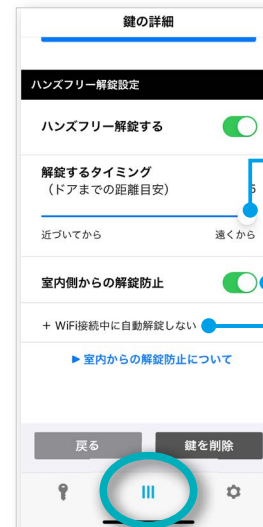 鍵の詳細
ハンズフリー解錠設定
ハンズフリー解錠する
解錠するタイミング
（ドアまでの距離目安）
5
近づいてから 遠くから
室内側からの解錠防止
+ WiFi接続中に自動解錠しない
▶ 室内からの解錠防止について
戻る 鍵を削除